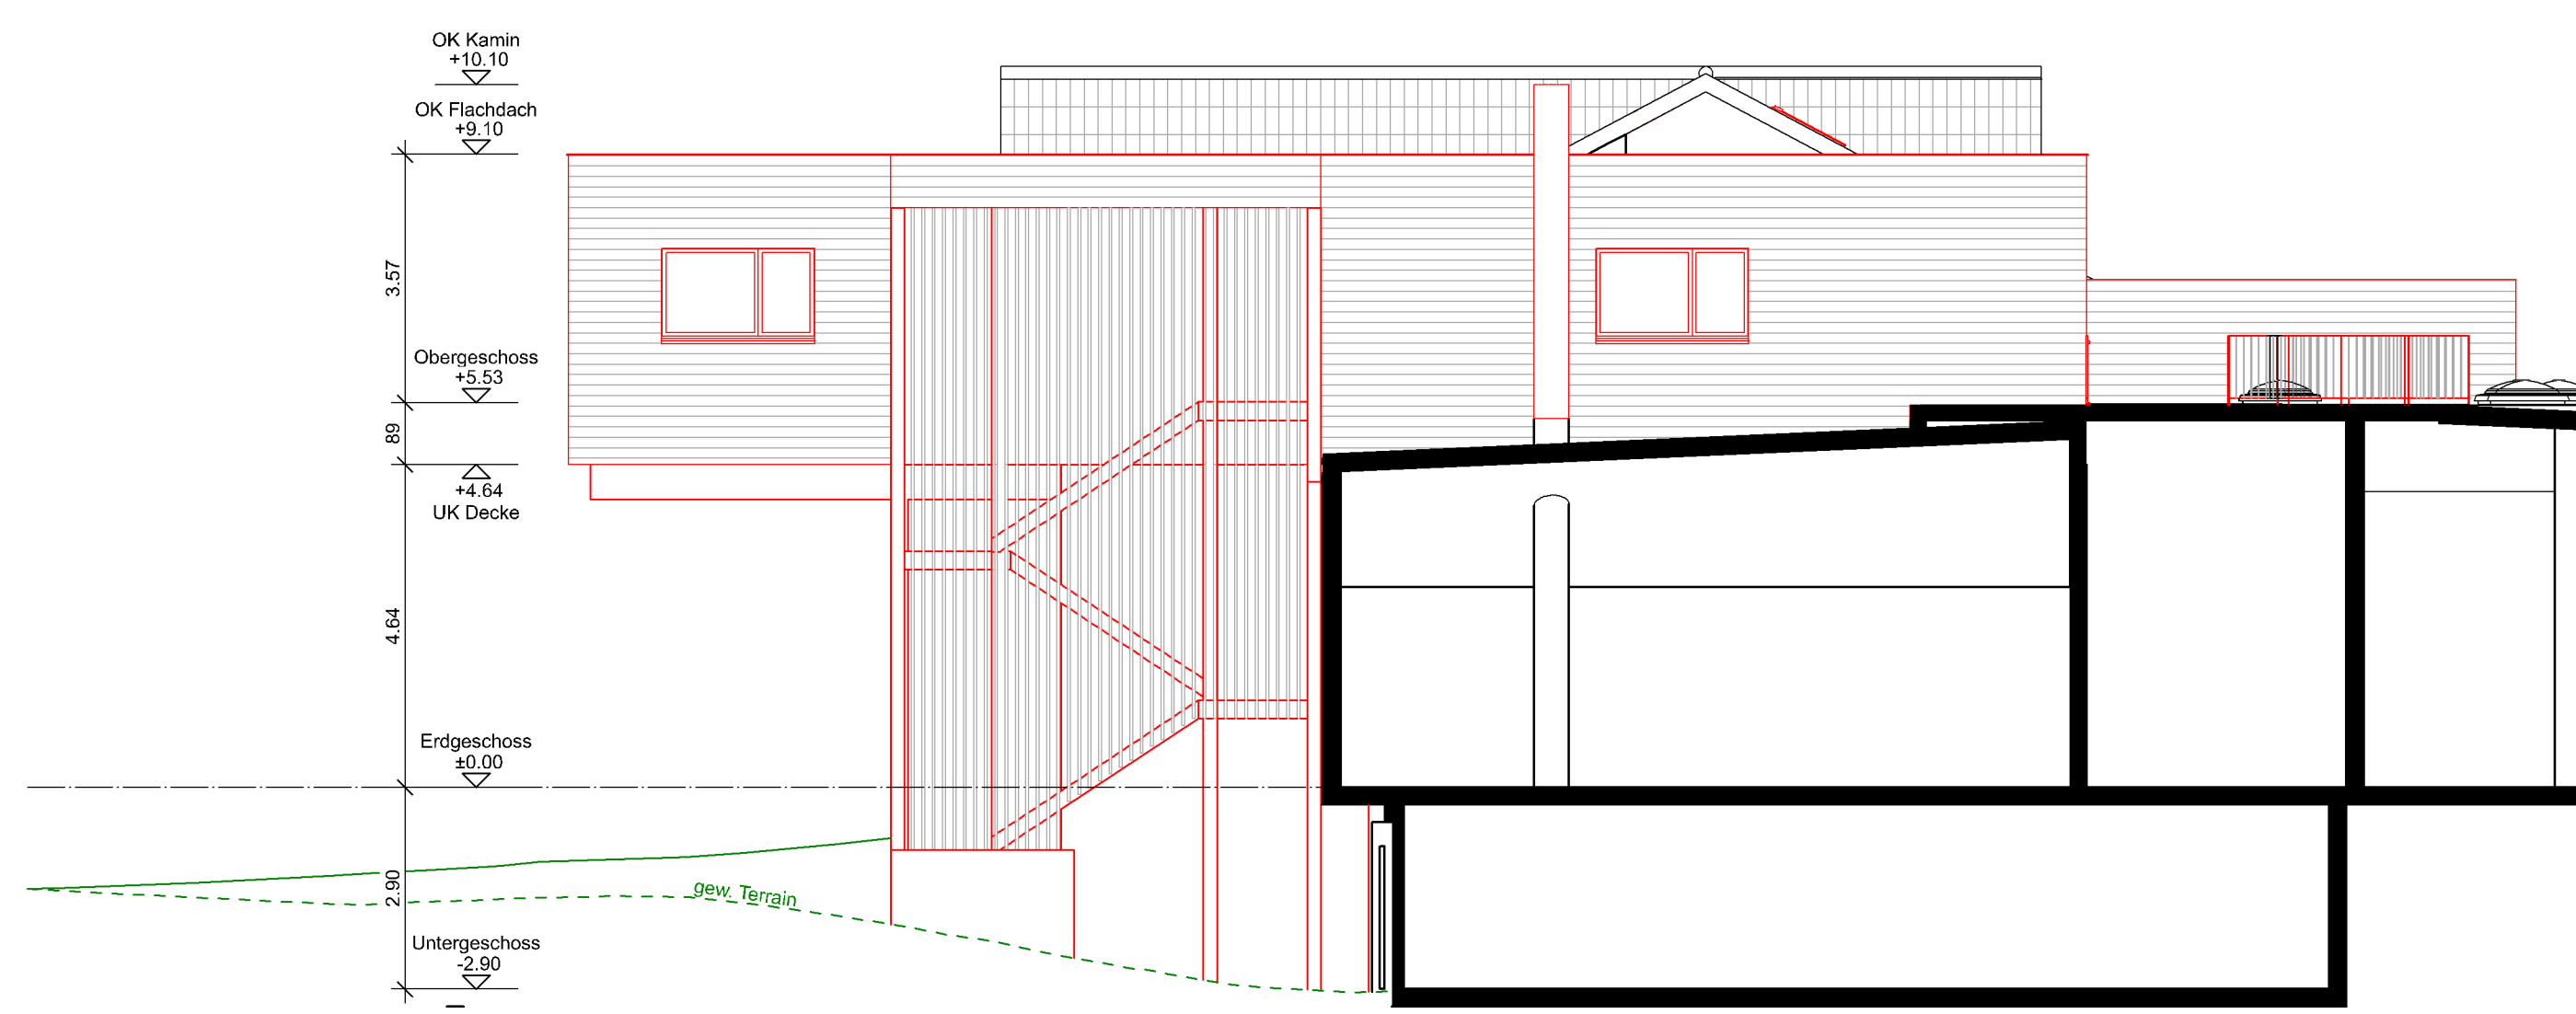 OK Kamin
+10.10
OK Flachdach
+9.10
3.57
Obergeschoss
+5.53
89
+4.64
UK Decke
4.64
Erdgeschoss
±0.00
2.90
gew. Terrain
Untergeschoss
-2.90